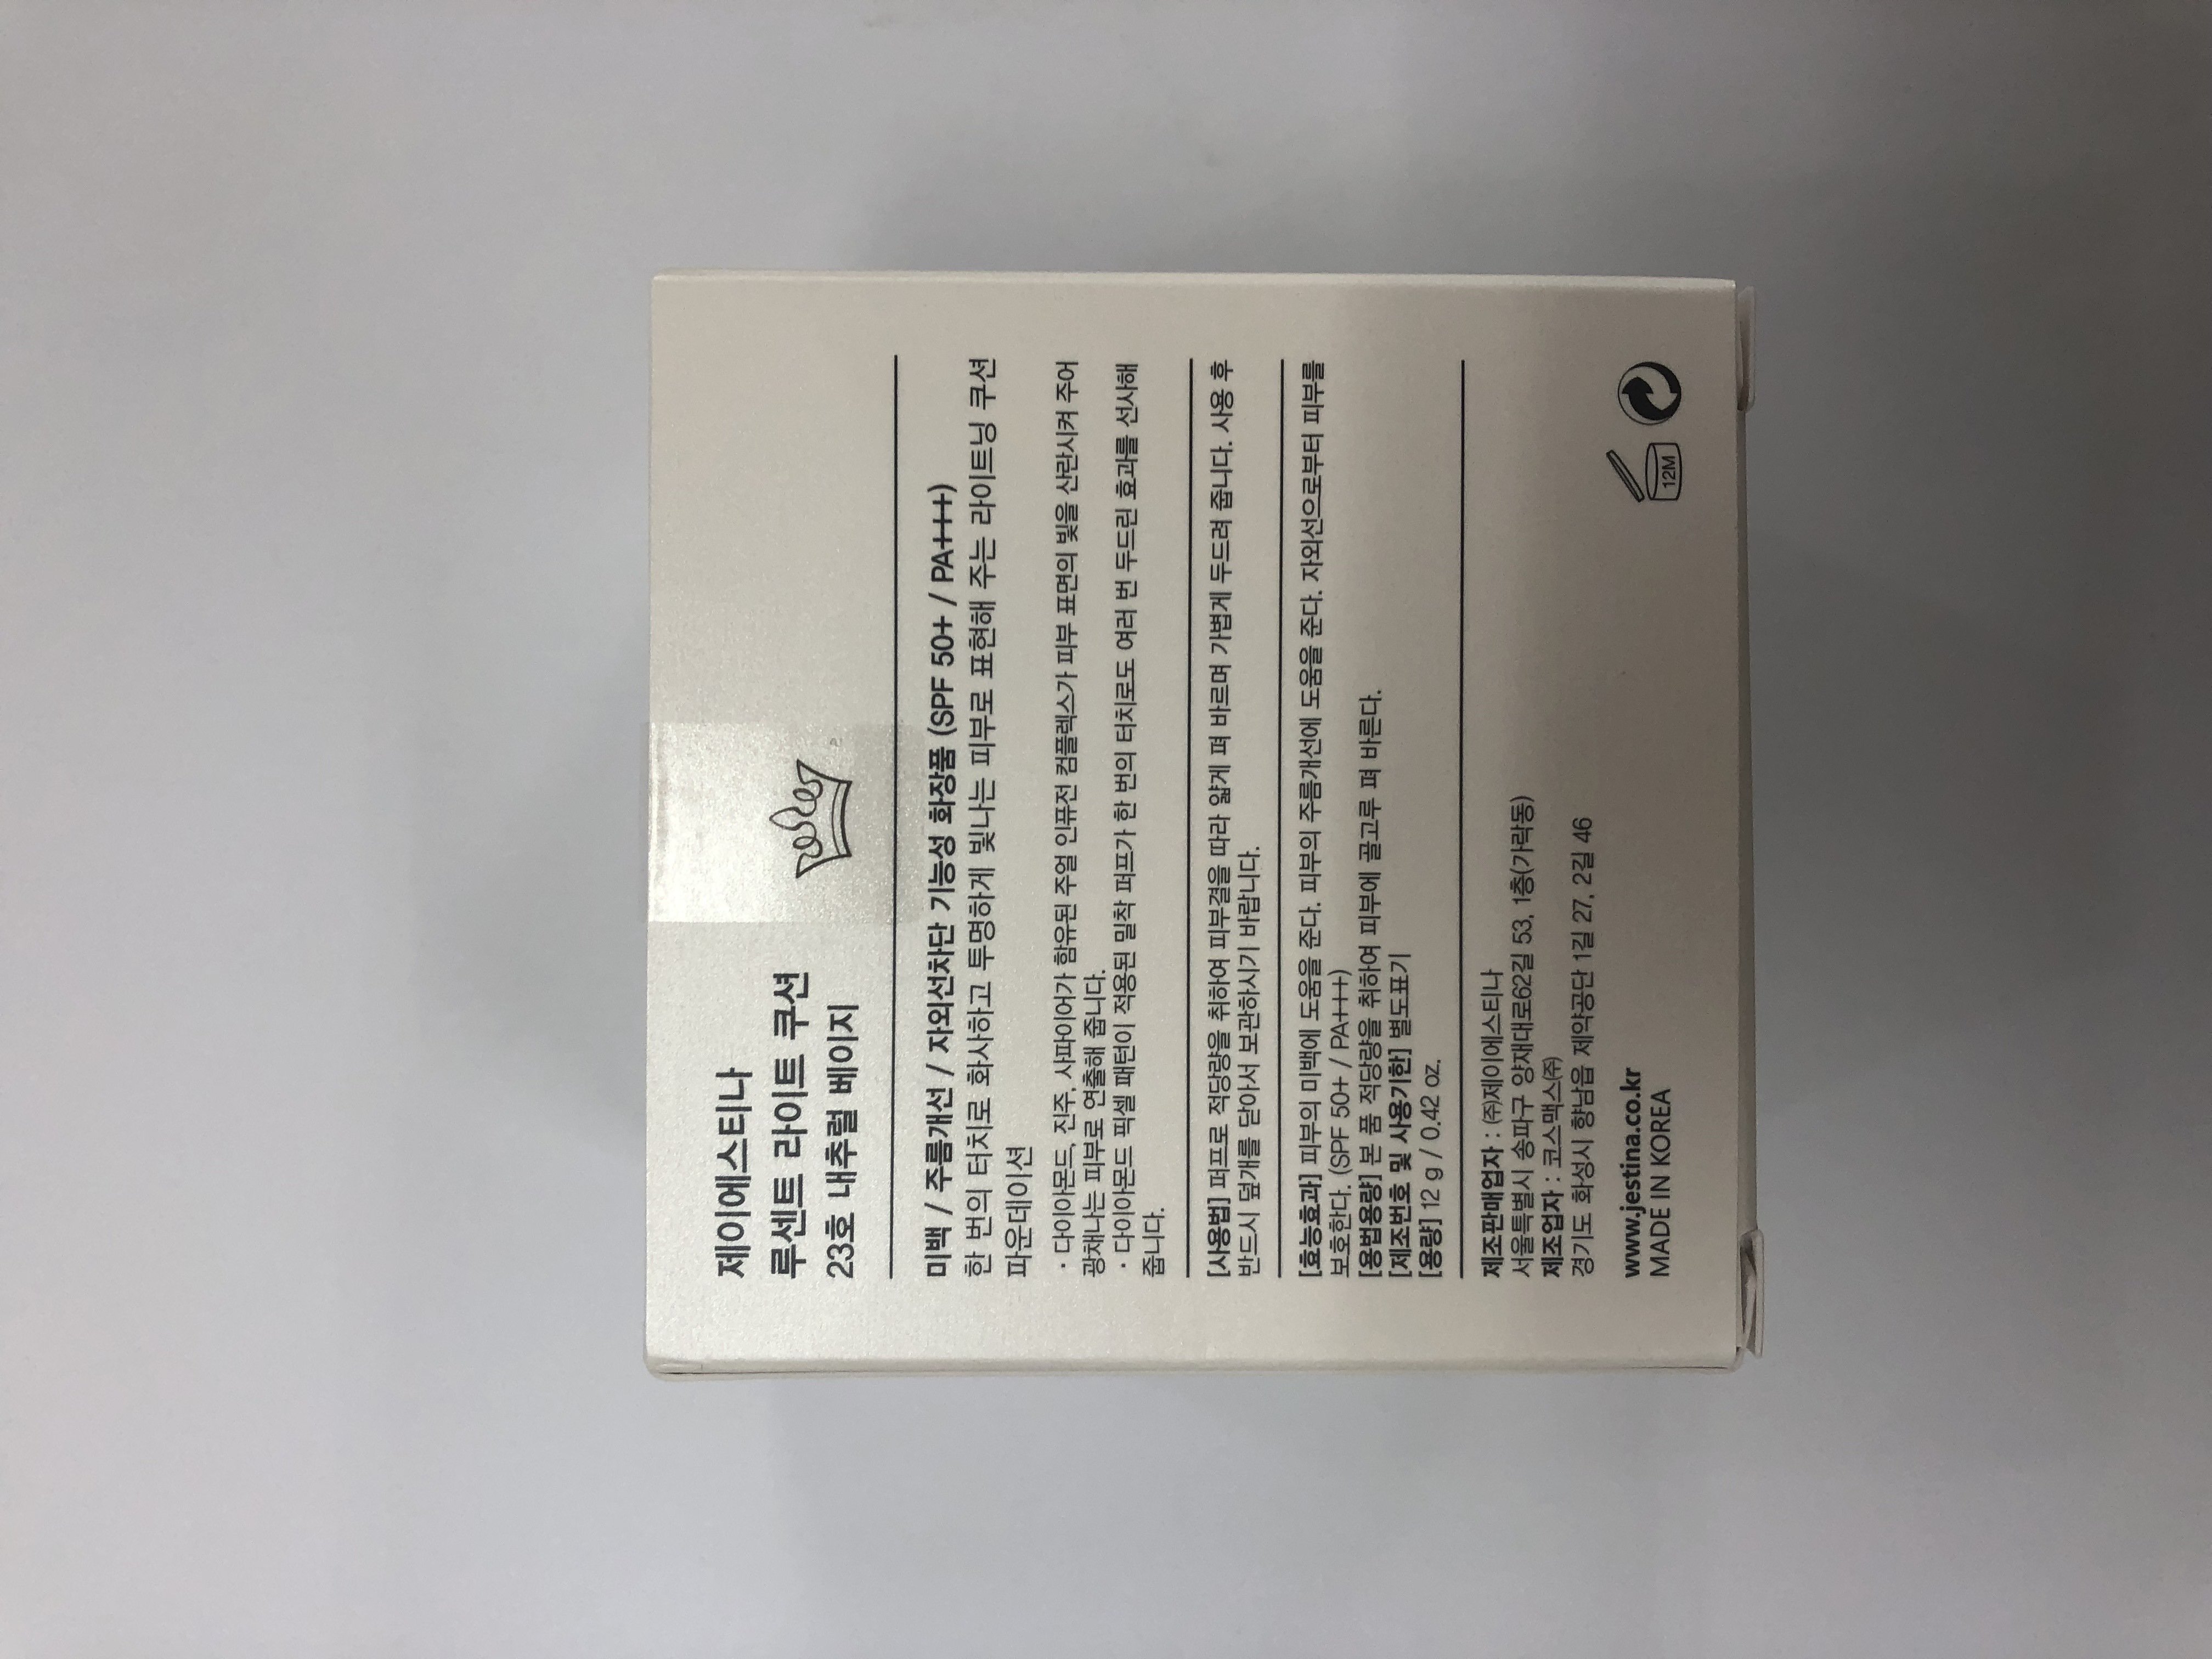 제이에스티나
루센트 라이트 쿠션
23호 내추럴 베이지
미백 / 주름개선 / 자외선차단 기능성 화장품 (SPF 50+ / PA+++)
한 번의 터치로 화사하고 투명하게 빛나는 피부로 표현해 주는 라이트닝 쿠션
파운데이션
· 다이아몬드, 진주, 사파이어가 함유된 주얼 인퓨전 컴플렉스가 피부 표면의 빛을 산란시켜 주어
광채나는 피부로 연출해 줍니다.
· 다이아몬드 픽셀 패턴이 적용된 밀착 퍼프가 한 번의 터치로도 여러 번 두드린 효과를 선사해
줍니다.
[사용법] 퍼프로 적당량을 취하여 피부결을 따라 얇게 펴 바르며 가볍게 두드려 줍니다. 사용 후
반드시 덮개를 닫아서 보관하시기 바랍니다.
[효능효과] 피부의 미백에 도움을 준다. 피부의 주름개선에 도움을 준다. 자외선으로부터 피부를
보호한다. (SPF 50+ / PA+++)
[용법용량] 본 품 적당량을 취하여 피부에 골고루 펴 바른다.
[제조번호 및 사용기한] 별도표기
[용량] 12 g / 0.42 oz.
제조판매업자 : (주)제이에스티나
서울특별시 송파구 양재대로62길 53, 1층(가락동)
제조업자 : 코스맥스(주)
경기도 화성시 향남읍 제약공단 1길 27, 2길 46
www.jestina.co.kr
MADE IN KOREA
12M